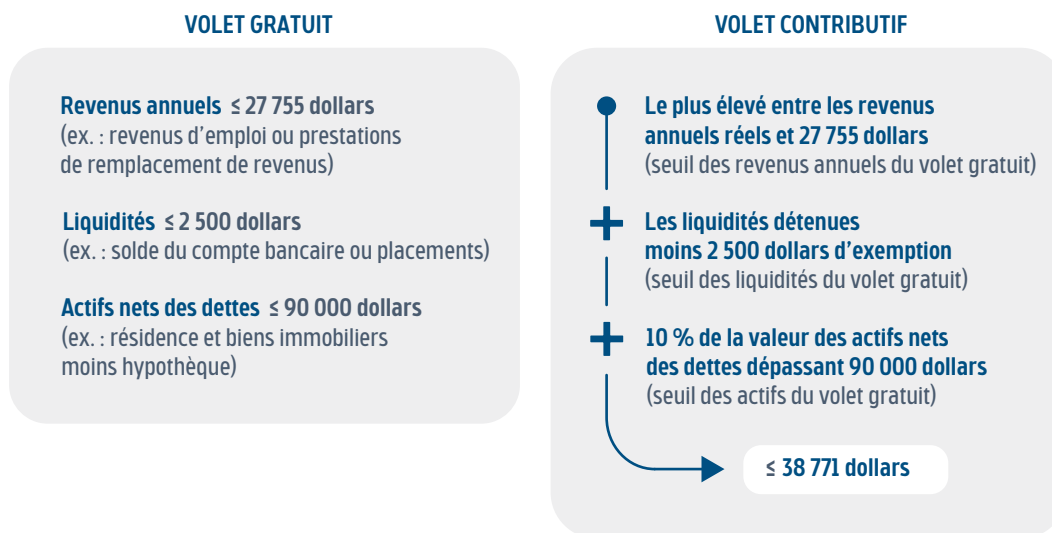 VOLET GRATUIT
Revenus annuels ≤ 27 755 dollars
(ex. : revenus d’emploi ou prestations
de remplacement de revenus)
Liquidités ≤ 2 500 dollars
(ex. : solde du compte bancaire ou placements)
Actifs nets des dettes ≤ 90 000 dollars
(ex. : résidence et biens immobiliers
moins hypothèque)
VOLET CONTRIBUTIF
Le plus élevé entre les revenus
annuels réels et 27 755 dollars
(seuil des revenus annuels du volet gratuit)
+ Les liquidités détenues
moins 2 500 dollars d’exemption
(seuil des liquidités du volet gratuit)
+ 10 % de la valeur des actifs nets
des dettes dépassant 90 000 dollars
(seuil des actifs du volet gratuit)
≤ 38 771 dollars